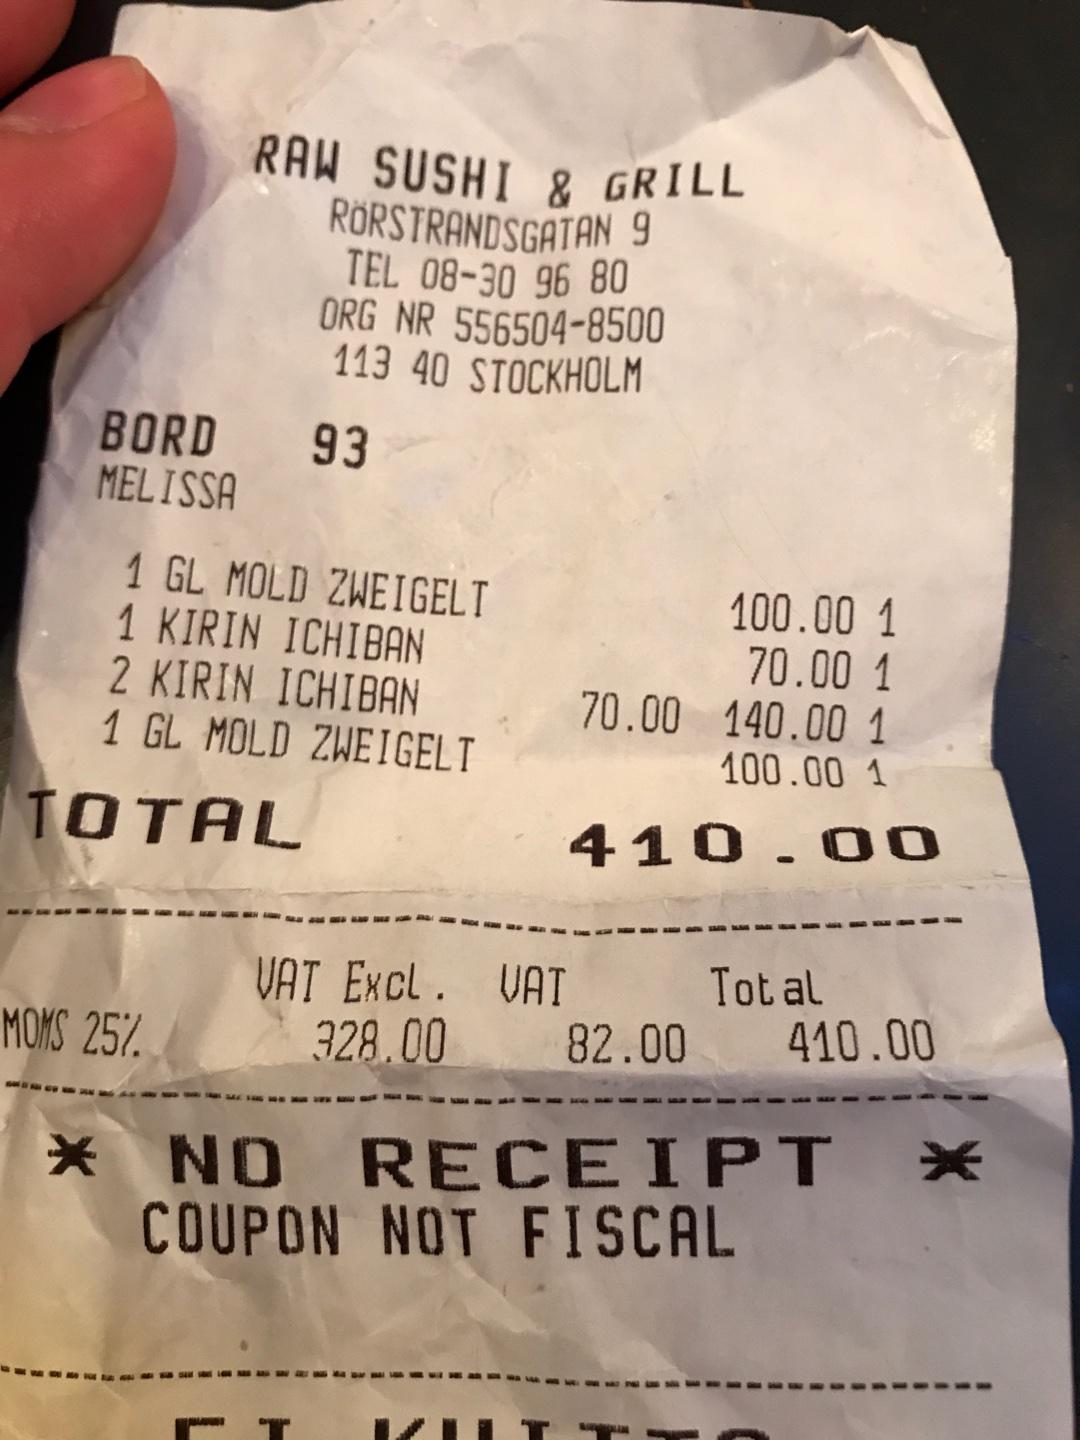 RAW SUSHI & GRILL
RÖRSTRANDSGATAN 9
TEL 08-30 96 80
ORG NR 556504-8500
113 40 STOCKHOLM
BORD 93
MELISSA
1 GL MOLD ZWEIGELT 100.00 1
1 KIRIN ICHIBAN 70.00 1
2 KIRIN ICHIBAN 70.00 140.00 1
1 GL MOLD ZWEIGELT 100.00 1
TOTAL 410.00
VAT Excl. VAT Total
MOMS 25% 328.00 82.00 410.00
* NO RECEIPT *
COUPON NOT FISCAL